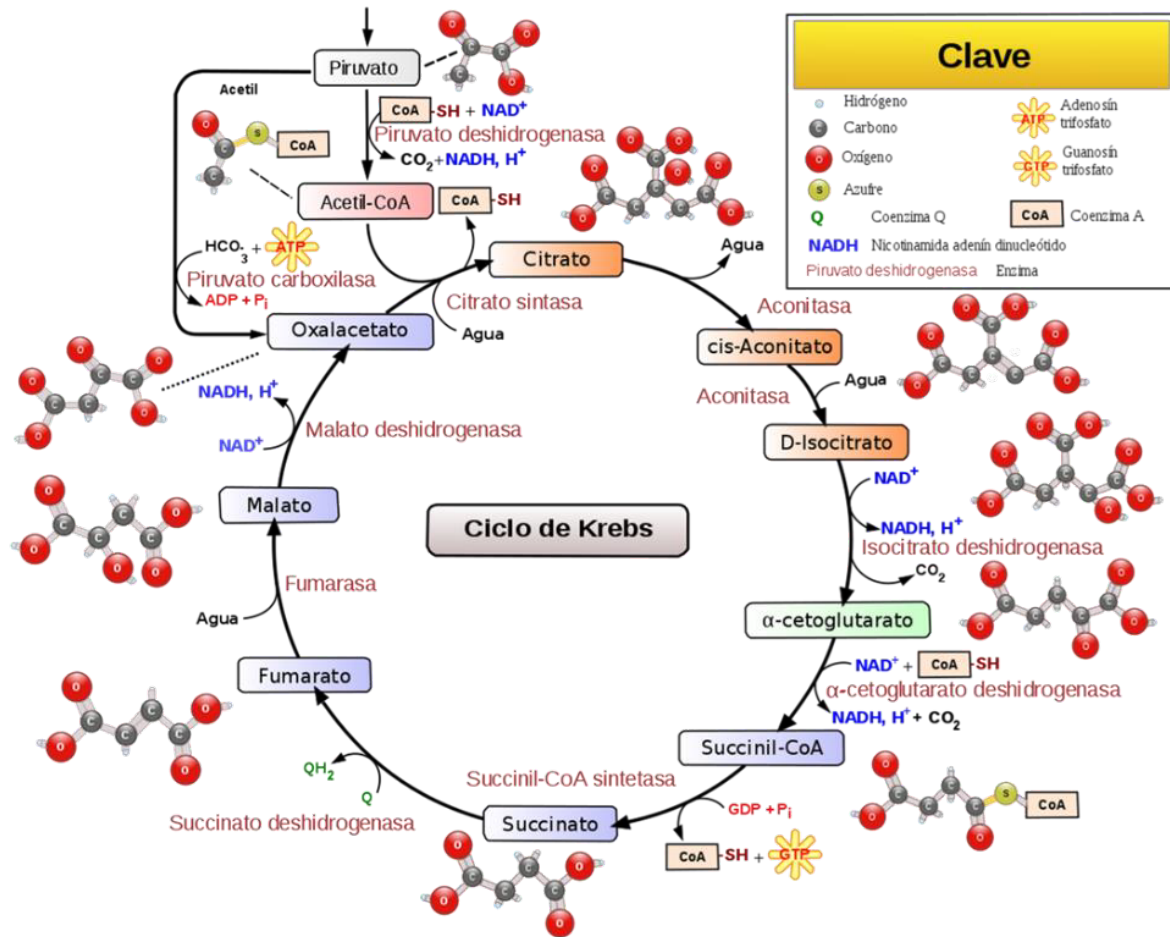 Piruvato
Acetil
CoA -SH + NAD+
Piruvato deshidrogenasa
CO2+NADH, H+
S CoA
Acetil-CoA
CoA -SH
HCO3- + ATP
Piruvato carboxilasa
ADP + Pi
Citrato
Agua
Citrato sintasa
Agua
Oxalacetato
Aconitasa
cis-Aconitato
Agua
Aconitasa
D-Isocitrato
NAD+
NADH, H+
Isocitrato deshidrogenasa
CO2
α-cetoglutarato
NAD+ + CoA -SH
α-cetoglutarato deshidrogenasa
NADH, H+ + CO2
Succinil-CoA
S CoA
Succinil-CoA sintetasa
GDP + Pi
CoA -SH + GTP
Succinato
QH2
Q
Succinato deshidrogenasa
Fumarato
Agua
Fumarasa
Malato
NADH, H+
NAD+
Malato deshidrogenasa
Ciclo de Krebs
Clave
Hidrógeno
C Carbono
O Oxígeno
S Azufre
Q Coenzima Q
ATP Adenosín
trifosfato
GTP Guanosín
trifosfato
CoA Coenzima A
NADH Nicotinamida adenín dinucleótido
Piruvato deshidrogenasa Enzima